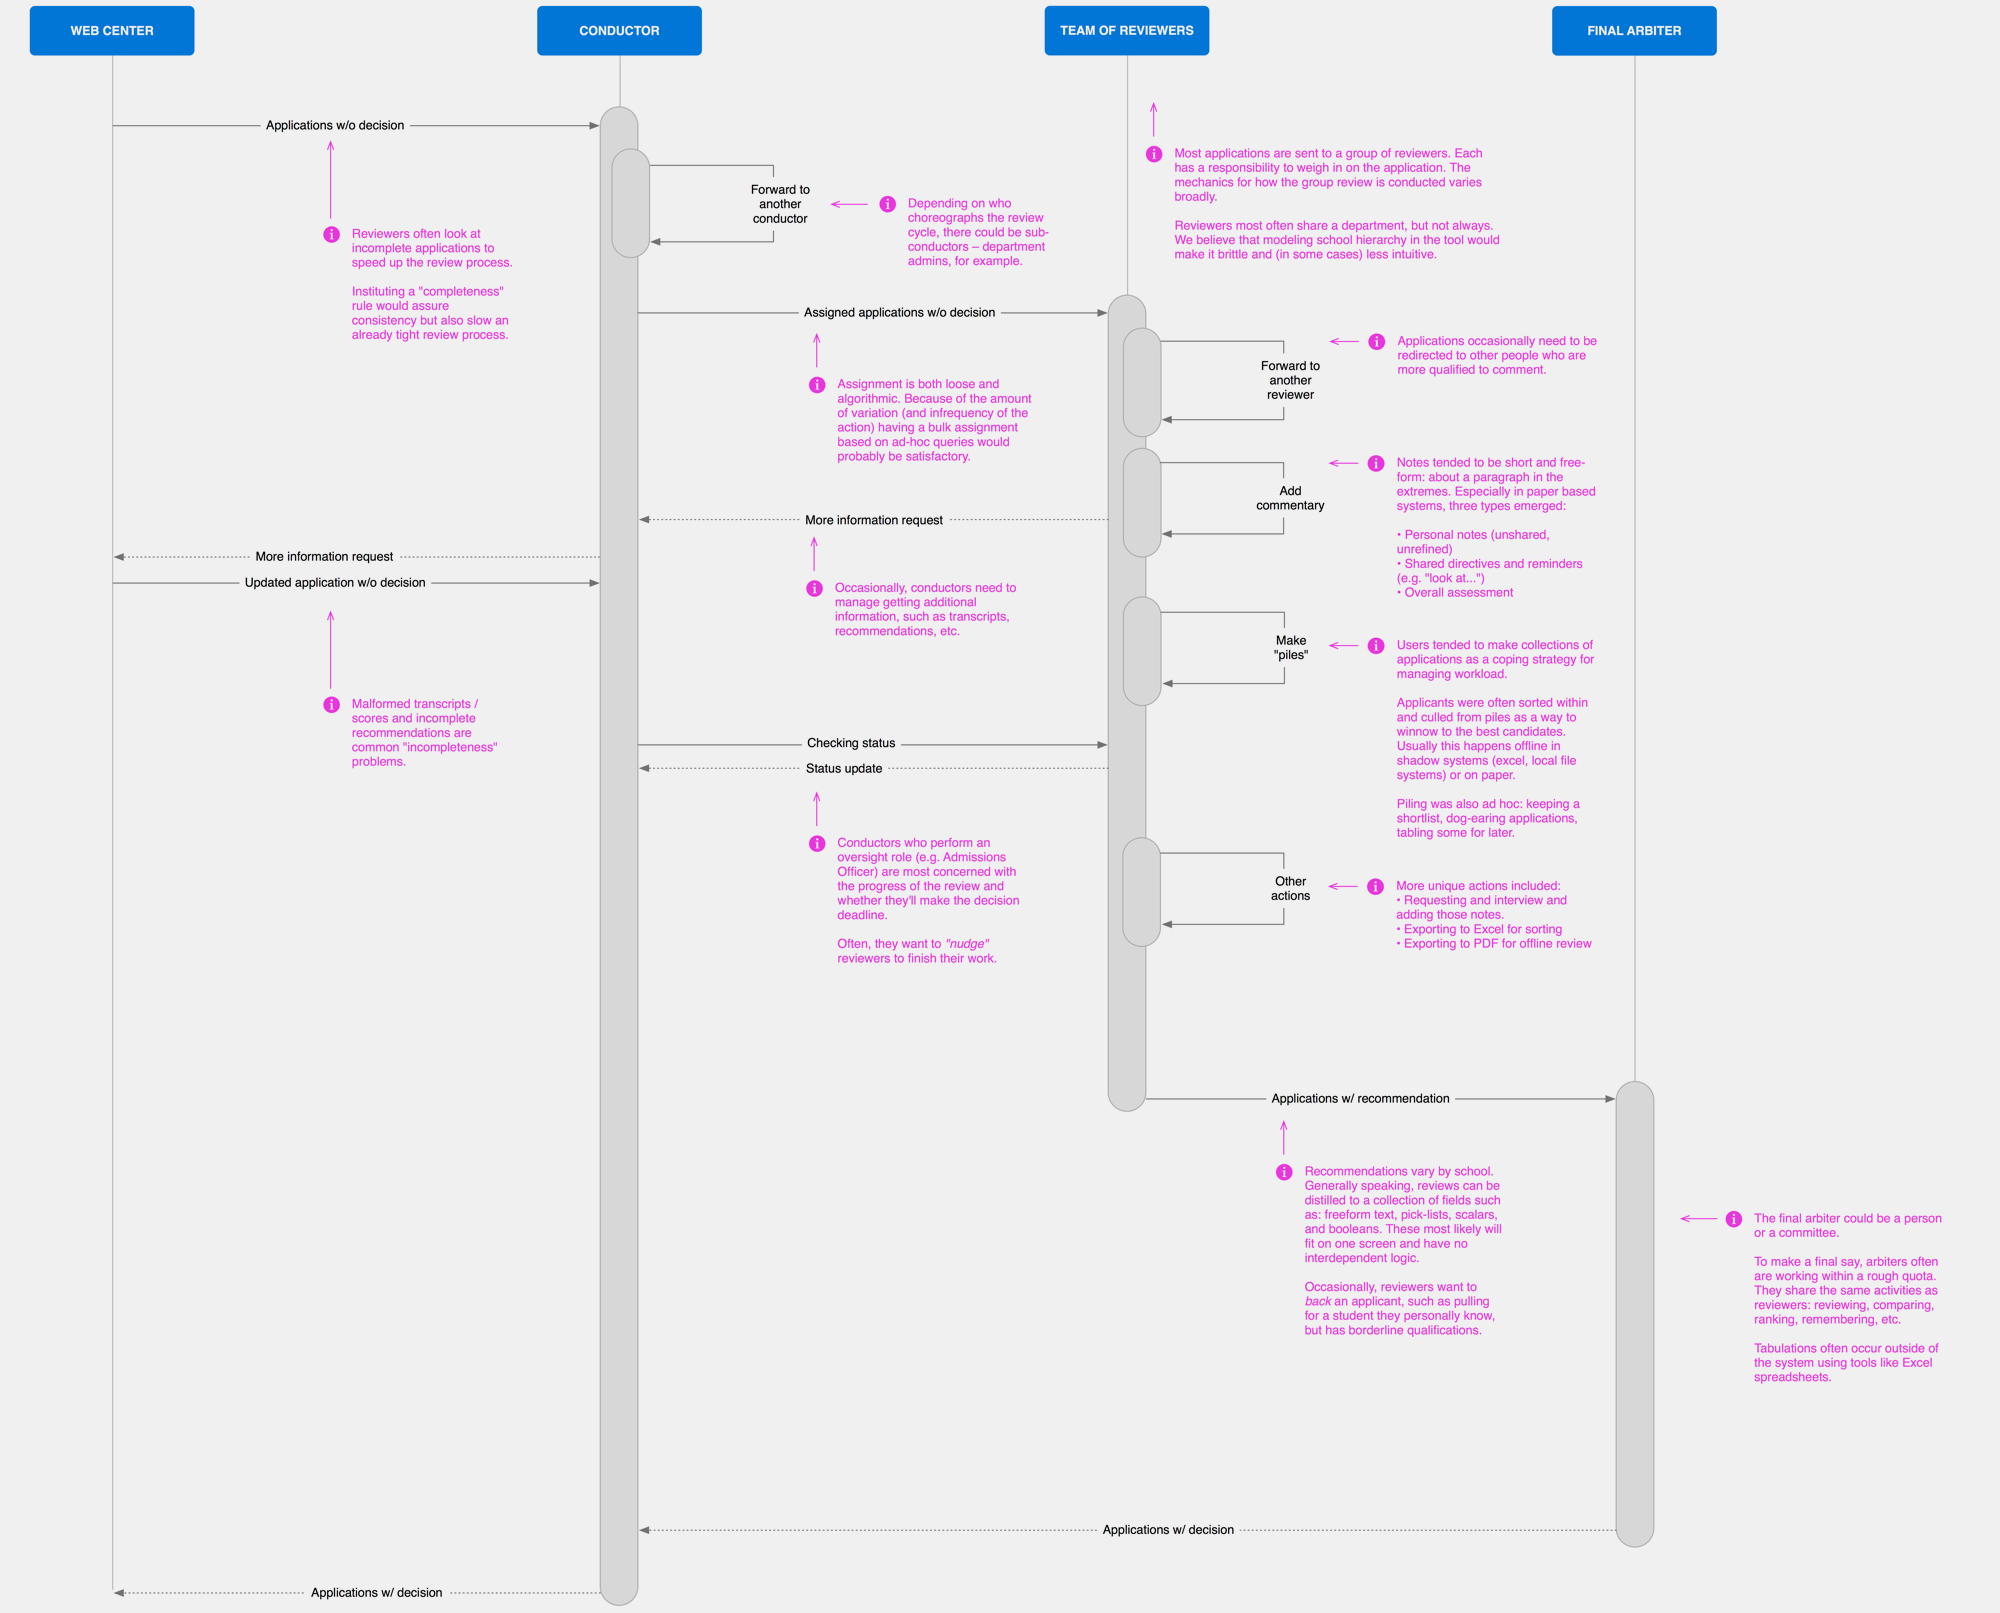 WEB CENTER
CONDUCTOR
TEAM OF REVIEWERS
FINAL ARBITER
Applications w/o decision
Reviewers often look at
incomplete applications to
speed up the review process.
Instituting a "completeness"
rule would assure
consistency but also slow an
already tight review process.
Forward to
another
conductor
Depending on who
choreographs the review
cycle, there could be sub-
conductors – department
admins, for example.
Most applications are sent to a group of reviewers. Each
has a responsibility to weigh in on the application. The
mechanics for how the group review is conducted varies
broadly.
Reviewers most often share a department, but not always.
We believe that modeling school hierarchy in the tool would
make it brittle and (in some cases) less intuitive.
Assigned applications w/o decision
Assignment is both loose and
algorithmic. Because of the amount
of variation (and infrequency of the
action) having a bulk assignment
based on ad-hoc queries would
probably be satisfactory.
Forward to
another
reviewer
Applications occasionally need to be
redirected to other people who are
more qualified to comment.
Add
commentary
Notes tended to be short and free-
form: about a paragraph in the
extremes. Especially in paper based
systems, three types emerged:
• Personal notes (unshared,
unrefined)
• Shared directives and reminders
(e.g. "look at...")
• Overall assessment
More information request
More information request
Updated application w/o decision
Occasionally, conductors need to
manage getting additional
information, such as transcripts,
recommendations, etc.
Malformed transcripts /
scores and incomplete
recommendations are
common "incompleteness"
problems.
Make
"piles"
Users tended to make collections of
applications as a coping strategy for
managing workload.
Applicants were often sorted within
and culled from piles as a way to
winnow to the best candidates.
Usually this happens offline in
shadow systems (excel, local file
systems) or on paper.
Piling was also ad hoc: keeping a
shortlist, dog-earing applications,
tabling some for later.
Checking status
Status update
Conductors who perform an
oversight role (e.g. Admissions
Officer) are most concerned with
the progress of the review and
whether they'll make the decision
deadline.
Often, they want to "nudge"
reviewers to finish their work.
Other
actions
More unique actions included:
• Requesting and interview and
adding those notes.
• Exporting to Excel for sorting
• Exporting to PDF for offline review
Applications w/ recommendation
Recommendations vary by school.
Generally speaking, reviews can be
distilled to a collection of fields such
as: freeform text, pick-lists, scalars,
and booleans. These most likely will
fit on one screen and have no
interdependent logic.
Occasionally, reviewers want to
back an applicant, such as pulling
for a student they personally know,
but has borderline qualifications.
The final arbiter could be a person
or a committee.
To make a final say, arbiters often
are working within a rough quota.
They share the same activities as
reviewers: reviewing, comparing,
ranking, remembering, etc.
Tabulations often occur outside of
the system using tools like Excel
spreadsheets.
Applications w/ decision
Applications w/ decision